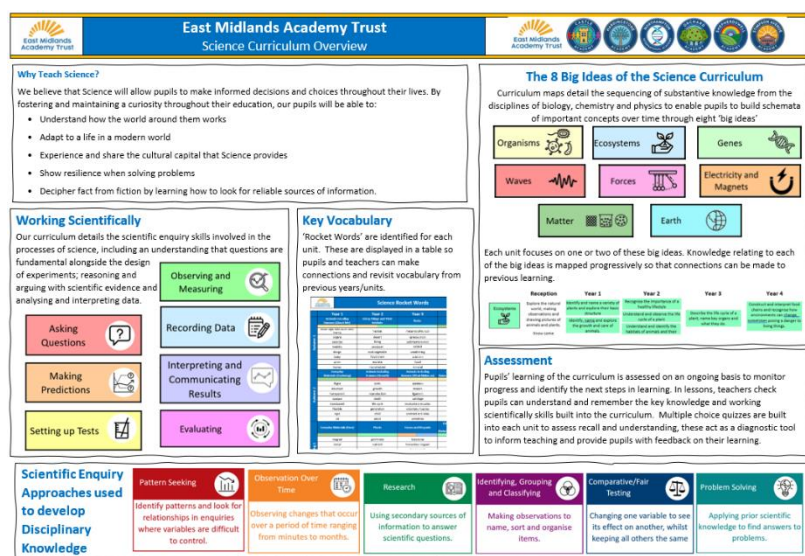 East Midlands
Academy Trust
East Midlands Academy Trust
Science Curriculum Overview
East Midlands
Academy Trust
Why Teach Science?
We believe that Science will allow pupils to make informed decisions and choices throughout their lives. By
fostering and maintaining a curiosity throughout their education, our pupils will be able to:
• Understand how the world around them works
• Adapt to a life in a modern world
• Experience and share the cultural capital that Science provides
• Show resilience when solving problems
• Decipher fact from fiction by learning how to look for reliable sources of information.
The 8 Big Ideas of the Science Curriculum
Curriculum maps detail the sequencing of substantive knowledge from the
disciplines of biology, chemistry and physics to enable pupils to build schemata
of important concepts over time through eight 'big ideas'
Organisms
Ecosystems
Genes
Waves
Forces
Electricity and
Magnets
Matter
Earth
Each unit focuses on one or two of these big ideas. Knowledge relating to each
of the big ideas is mapped progressively so that connections can be made to
previous learning.
Reception
Year 1
Year 2
Year 3
Year 4
Ecosystems
Working Scientifically
Our curriculum details the scientific enquiry skills involved in the
processes of science, including an understanding that questions are
fundamental alongside the design
of experiments; reasoning and
arguing with scientific evidence and
analysing and interpreting data.
Observing and
Measuring
Asking
Questions
Recording Data
Making
Predictions
Interpreting and
Communicating
Results
Setting up Tests
Evaluating
Key Vocabulary
'Rocket Words' are identified for each
unit. These are displayed in a table so
pupils and teachers can make
connections and revisit vocabulary from
previous years/units.
Science Rocket Words
Year 1
Year 2
Year 3
Assessment
Pupils' learning of the curriculum is assessed on an ongoing basis to monitor
progress and identify the next steps in learning. In lessons, teachers check
pupils can understand and remember the key knowledge and working
scientifically skills built into the curriculum. Multiple choice quizzes are built
into each unit to assess recall and understanding, these act as a diagnostic tool
to inform teaching and provide pupils with feedback on their learning.
Scientific Enquiry
Approaches used
to develop
Disciplinary
Knowledge
Pattern Seeking
Identify patterns and look for
relationships in enquiries
where variables are difficult
to control.
Observation Over
Time
Observing changes that occur
over a period of time ranging
from minutes to months.
Research
Using secondary sources of
information to answer
scientific questions.
Identifying, Grouping
and Classifying
Making observations to
name, sort and organise
items.
Comparative/Fair
Testing
Changing one variable to see
its effect on another, whilst
keeping all others the same
Problem Solving
Applying prior scientific
knowledge to find answers to
problems.